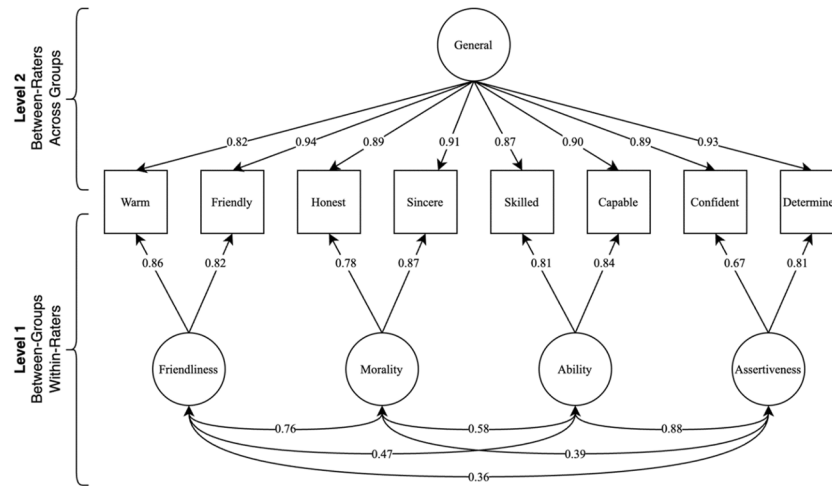 General
Level 2
Between-Raters
Across Groups
0.82 0.94 0.89 0.91 0.87 0.90 0.89 0.93
Warm Friendly Honest Sincere Skilled Capable Confident Determine
0.86 0.82 0.78 0.87 0.81 0.84 0.67 0.81
Level 1
Between-Groups
Within-Raters
Friendliness Morality Ability Assertiveness
0.76 0.58 0.88
0.47 0.39
0.36